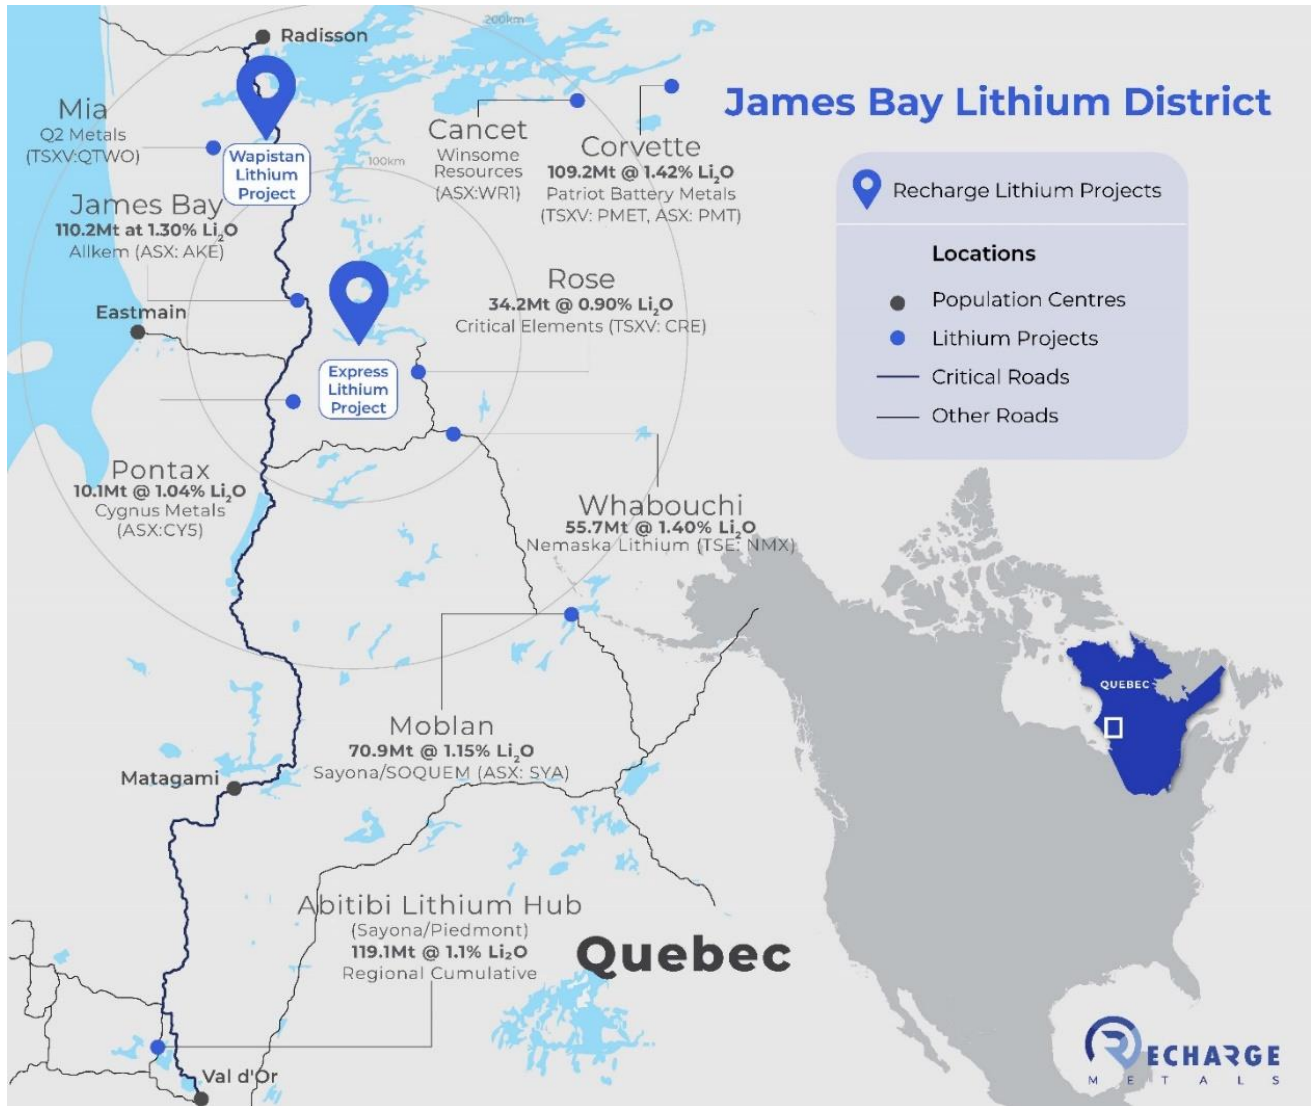 200km
Radisson
James Bay Lithium District
Mia
Q2 Metals
(TSXV:QTWO)
Wapistan
Lithium
Project
100km
Cancet
Winsome
Resources
(ASX:WR1)
Corvette
109.2Mt @ 1.42% Li₂O
Patriot Battery Metals
(TSXV: PMET, ASX: PMT)
Recharge Lithium Projects
Locations
Population Centres
Lithium Projects
Critical Roads
Other Roads
James Bay
110.2Mt at 1.30% Li₂O
Allkem (ASX: AKE)
Eastmain
Rose
34.2Mt @ 0.90% Li₂O
Critical Elements (TSXV: CRE)
Express
Lithium
Project
Pontax
10.1Mt @ 1.04% Li₂O
Cygnus Metals
(ASX:CY5)
Whabouchi
55.7Mt @ 1.40% Li₂O
Nemaska Lithium (TSE: NMX)
QUEBEC
Moblan
70.9Mt @ 1.15% Li₂O
Sayona/SOQUEM (ASX: SYA)
Matagami
Abitibi Lithium Hub
(Sayona/Piedmont)
119.1Mt @ 1.1% Li₂O
Regional Cumulative
Quebec
Val d'Or
RECHARGE
METALS